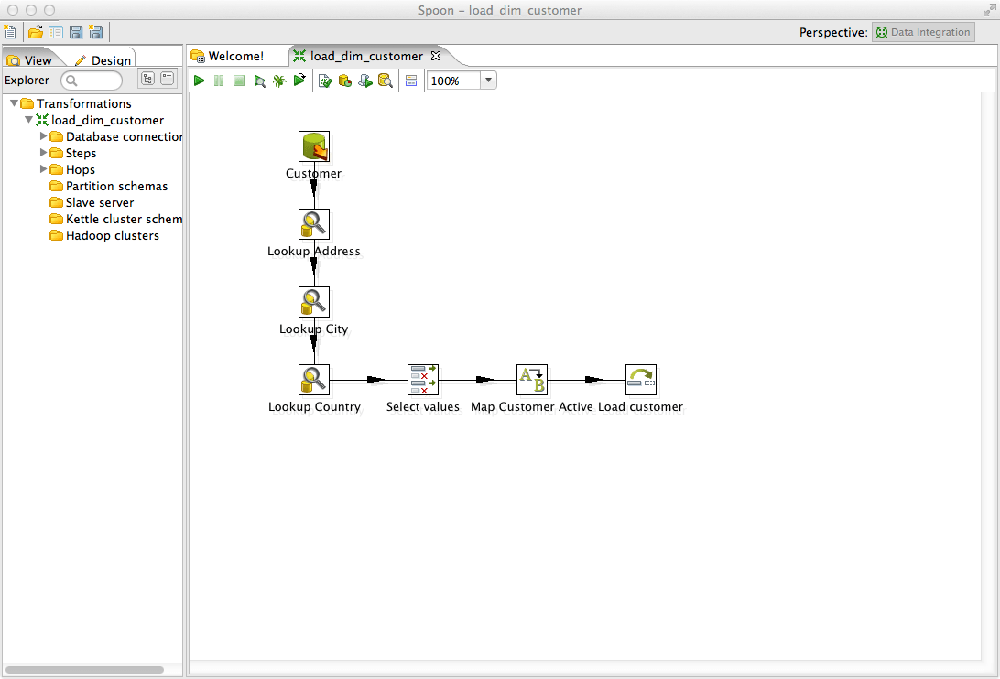 Spoon – load_dim_customer
Perspective: Data Integration
View Design
Welcome! load_dim_customer
Explorer
100%
Transformations
load_dim_customer
Database connection
Steps
Hops
Partition schemas
Slave server
Kettle cluster schem
Hadoop clusters
Customer
Lookup Address
Lookup City
Lookup Country Select values Map Customer Active Load customer